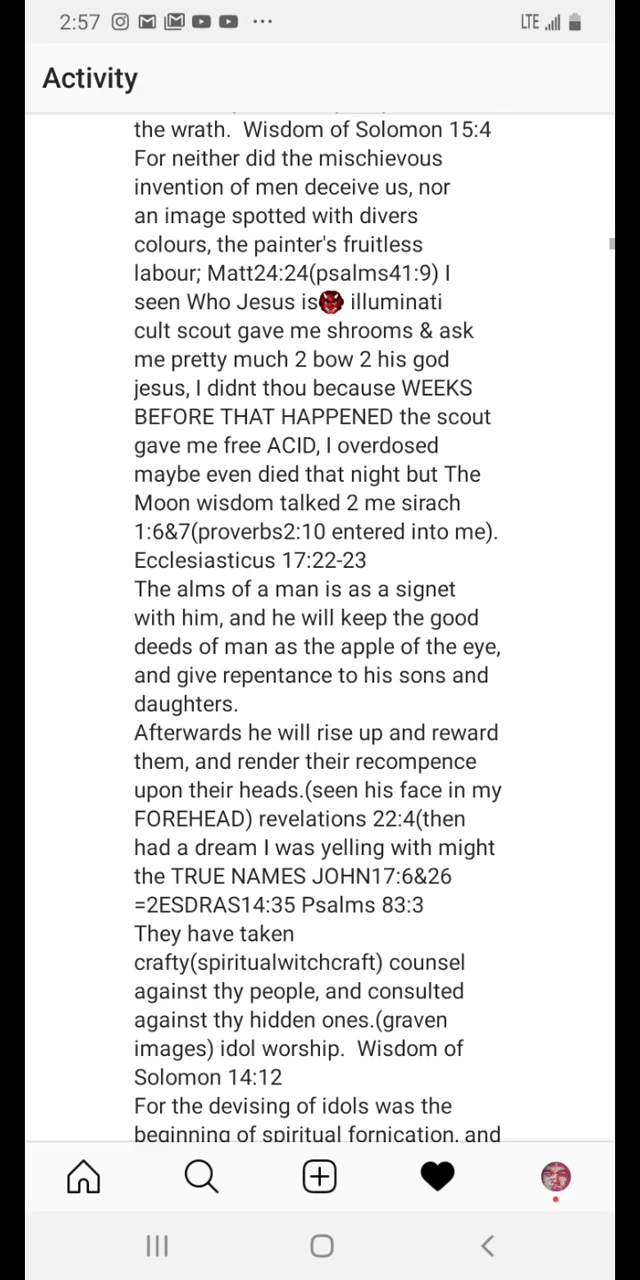 2:57
LTE
Activity
the wrath.  Wisdom of Solomon 15:4
For neither did the mischievous
invention of men deceive us, nor
an image spotted with divers
colours, the painter's fruitless
labour; Matt24:24(psalms41:9) I
seen Who Jesus is👹 illuminati
cult scout gave me shrooms & ask
me pretty much 2 bow 2 his god
jesus, I didnt thou because WEEKS
BEFORE THAT HAPPENED the scout
gave me free ACID, I overdosed
maybe even died that night but The
Moon wisdom talked 2 me sirach
1:6&7(proverbs2:10 entered into me).
Ecclesiasticus 17:22-23
The alms of a man is as a signet
with him, and he will keep the good
deeds of man as the apple of the eye,
and give repentance to his sons and
daughters.
Afterwards he will rise up and reward
them, and render their recompence
upon their heads.(seen his face in my
FOREHEAD) revelations 22:4(then
had a dream I was yelling with might
the TRUE NAMES JOHN17:6&26
=2ESDRAS14:35 Psalms 83:3
They have taken
crafty(spiritualwitchcraft) counsel
against thy people, and consulted
against thy hidden ones.(graven
images) idol worship.  Wisdom of
Solomon 14:12
For the devising of idols was the
beginning of spiritual fornication, and